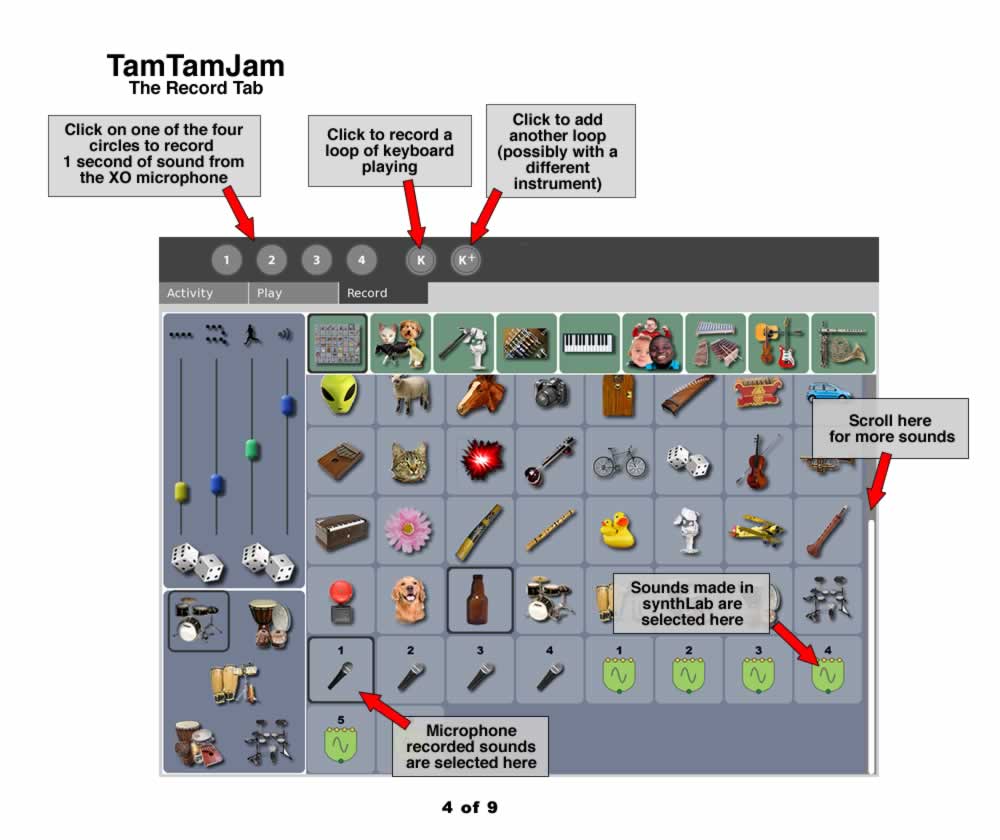 TamTamJam
The Record Tab
Click on one of the four
circles to record
1 second of sound from
the XO microphone
Click to record a
loop of keyboard
playing
Click to add
another loop
(possibly with a
different
instrument)
1 2 3 4 K K+
Activity Play Record
Scroll here
for more sounds
Sounds made in
synthLab are
selected here
1 2 3 4 1 2 3 4
5
Microphone
recorded sounds
are selected here
4 of 9